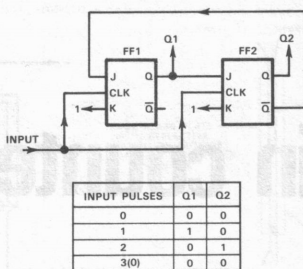 Q1
Q2
FF1
FF2
J
Q
J
Q
CLK
CLK
1
K
Q̅
1
K
Q̅
INPUT
INPUT PULSES Q1 Q2
0 0 0
1 1 0
2 0 1
3(0) 0 0